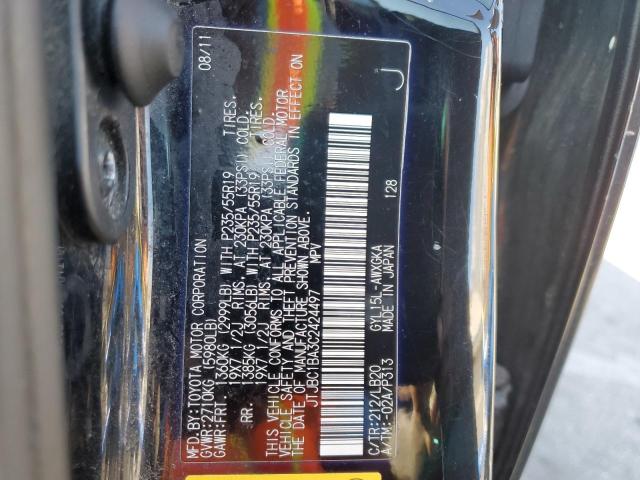 MFD.BY:TOYOTA MOTOR CORPORATION 08/11
GVWR:2710KG (5980LB)
GAWR:FRT. 1360KG (2999LB) WITH P235/55R19 TIRES.
19X7 1/2J RIMS. AT 230KPA (33PSI) COLD.
RR. 1385KG (3056LB) WITH P235/55R19 TIRES.
19X7 1/2J RIMS. AT 230KPA (33PSI) COLD.
THIS VEHICLE CONFORMS TO ALL APPLICABLE FEDERAL MOTOR
VEHICLE SAFETY AND THEFT PREVENTION STANDARDS IN EFFECT ON
THE DATE OF MANUFACTURE SHOWN ABOVE.
JTJBC1BA3C2424497 MPV
J
C/TR:212/LB20 GYL15L-AWXGKA
A/TM:-02A/P313 MADE IN JAPAN 128